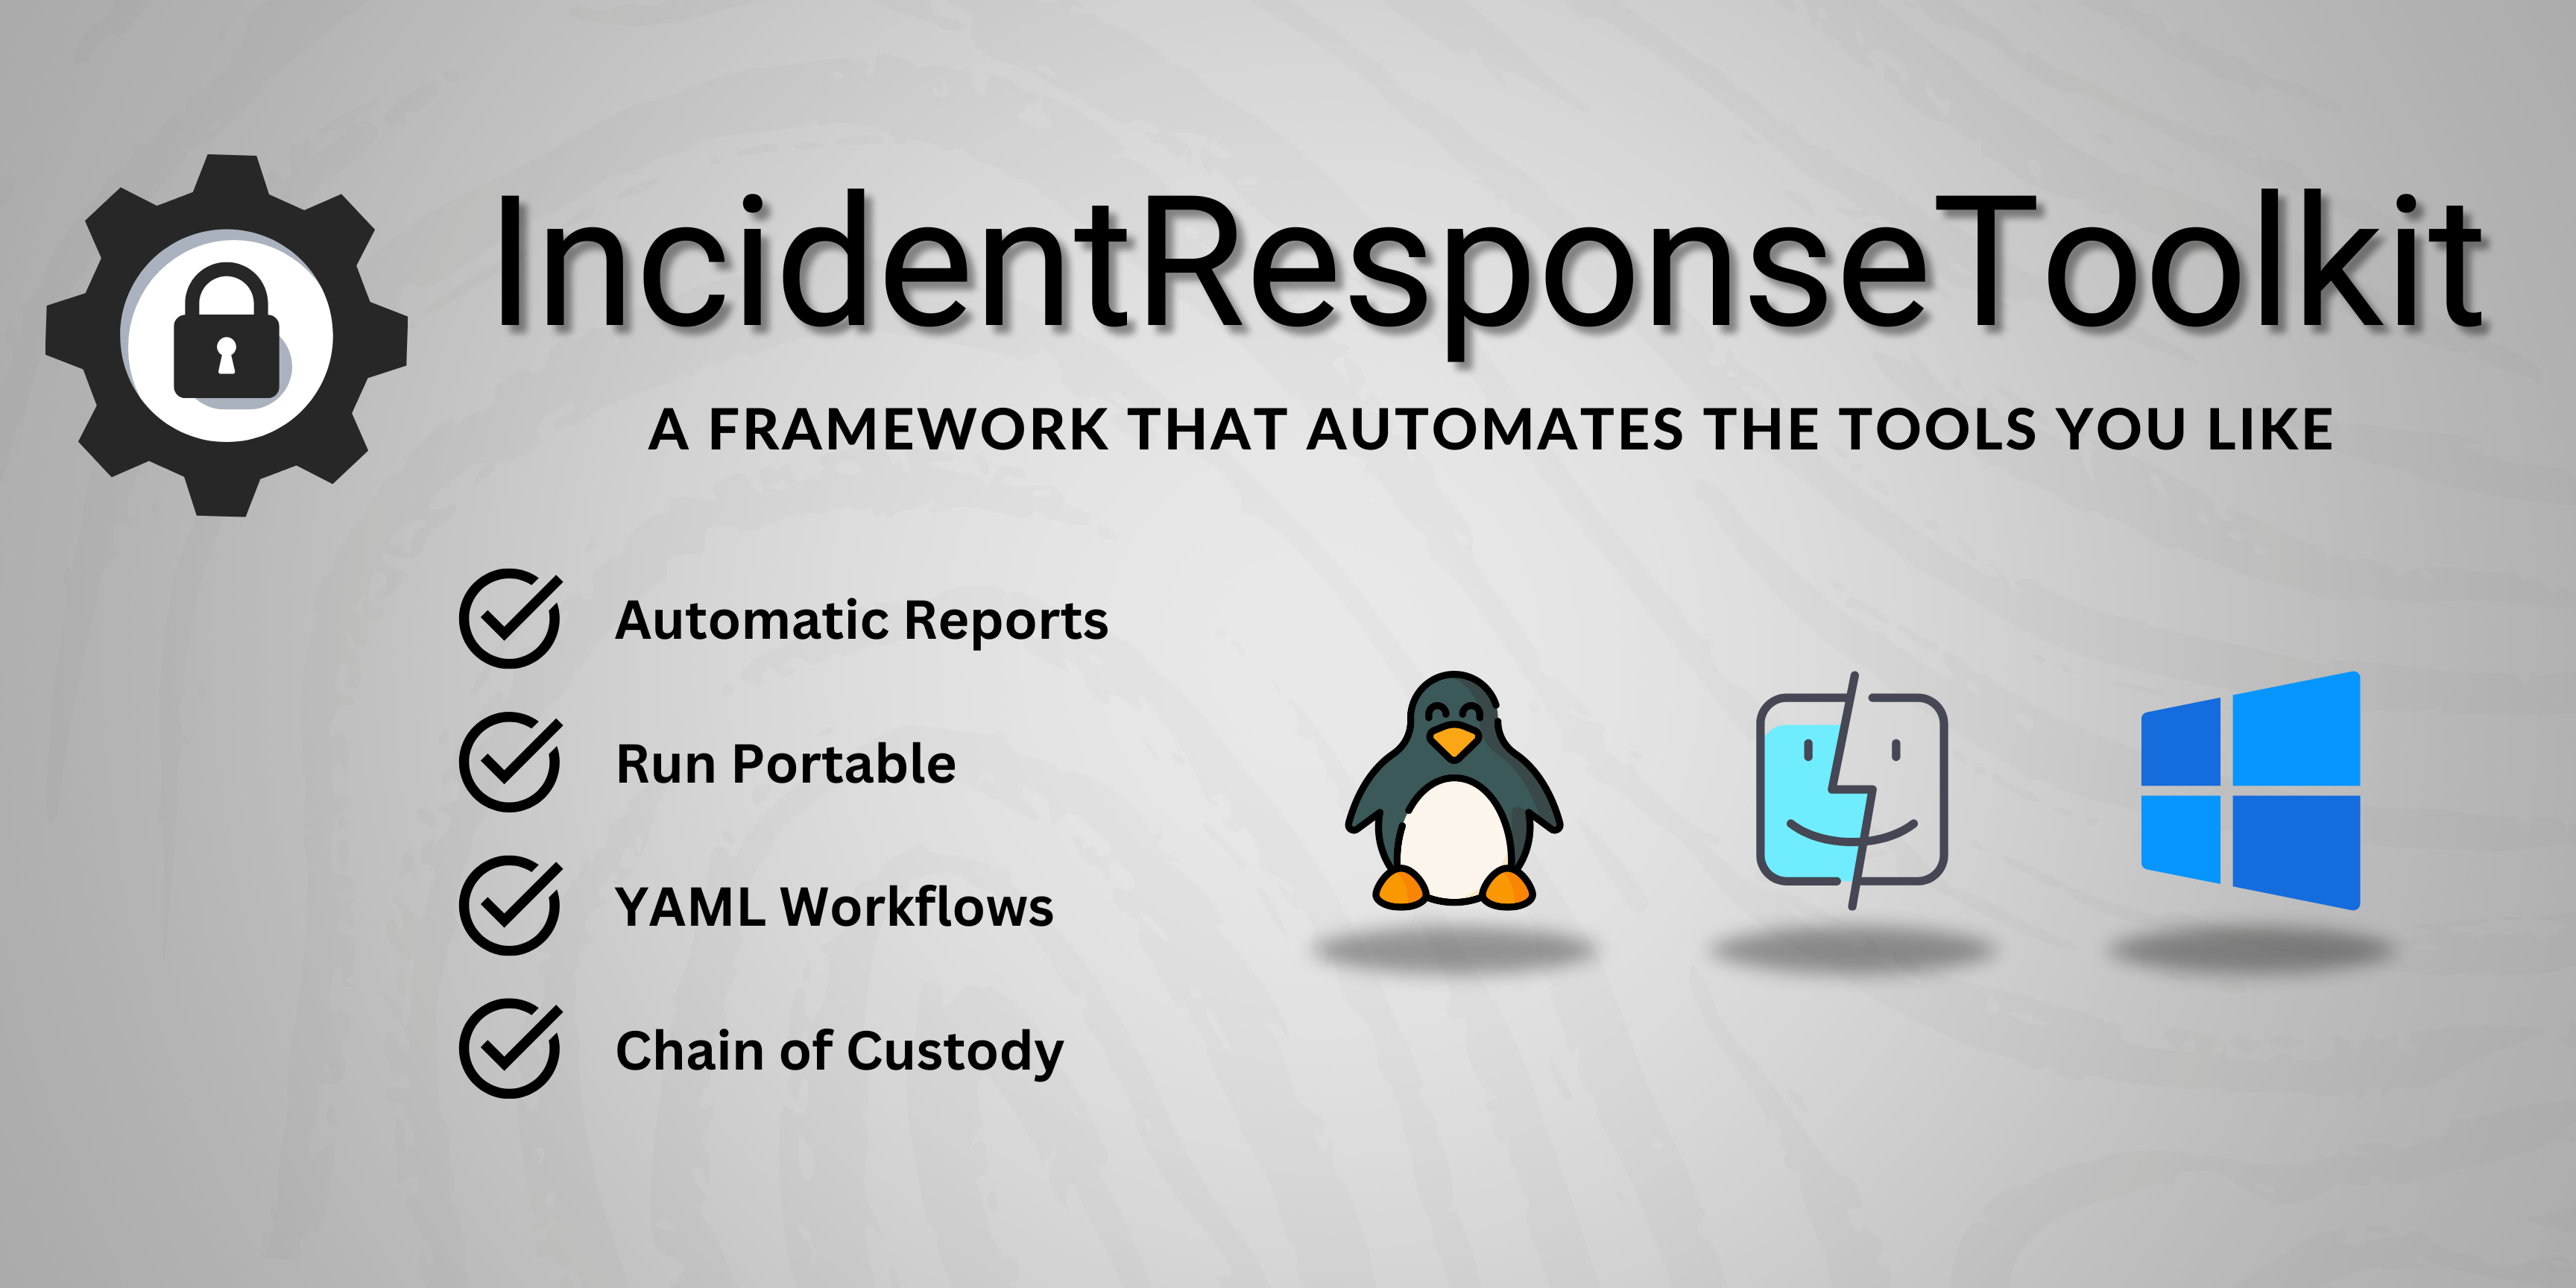 IncidentResponseToolkit
A FRAMEWORK THAT AUTOMATES THE TOOLS YOU LIKE
Automatic Reports
Run Portable
YAML Workflows
Chain of Custody